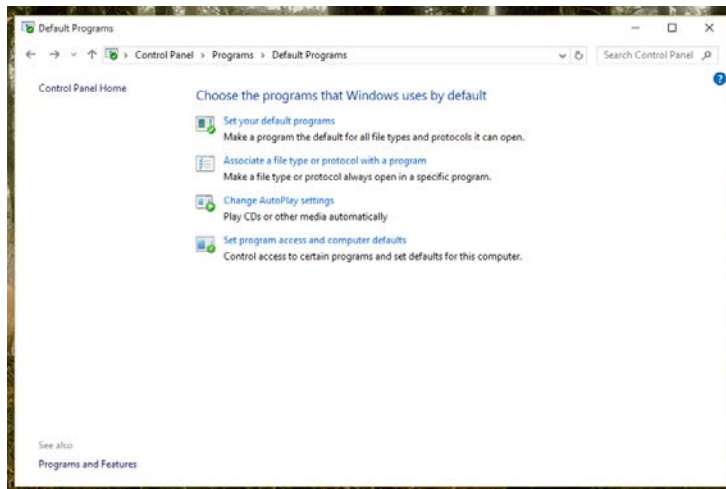 Default Programs
Control Panel > Programs > Default Programs
Search Control Panel
Control Panel Home
Choose the programs that Windows uses by default
Set your default programs
Make a program the default for all file types and protocols it can open.
Associate a file type or protocol with a program
Make a file type or protocol always open in a specific program.
Change AutoPlay settings
Play CDs or other media automatically
Set program access and computer defaults
Control access to certain programs and set defaults for this computer.
See also
Programs and Features